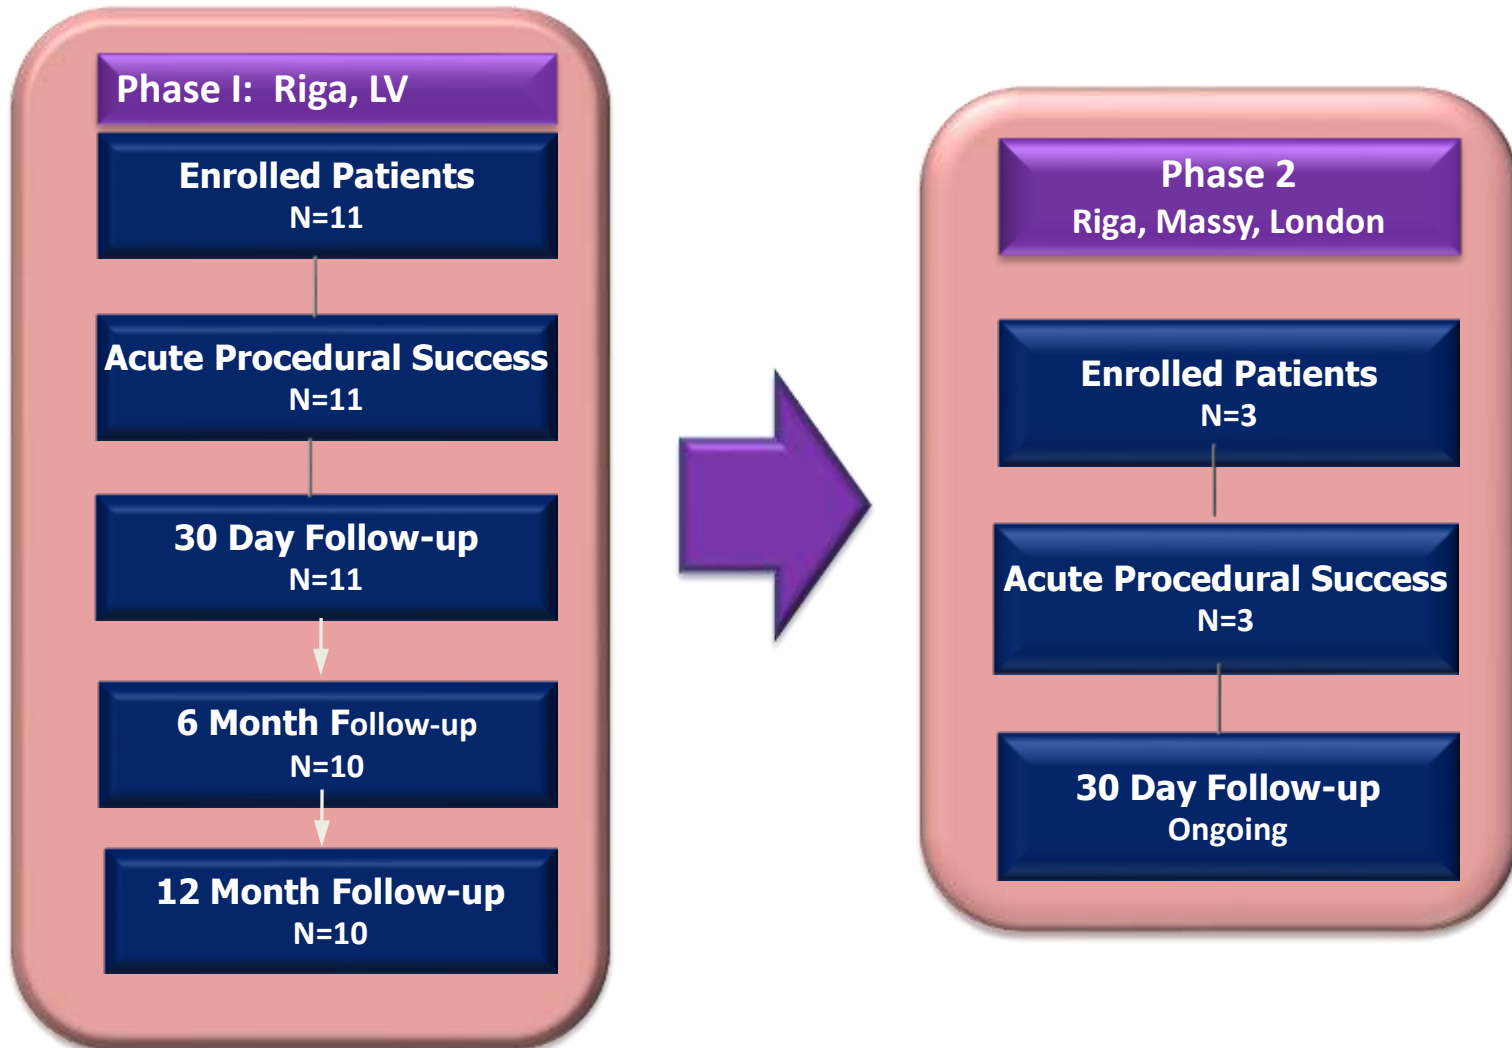 Phase I:  Riga, LV
Enrolled Patients
N=11
Acute Procedural Success
N=11
30 Day Follow-up
N=11
6 Month Follow-up
N=10
12 Month Follow-up
N=10
Phase 2
Riga, Massy, London
Enrolled Patients
N=3
Acute Procedural Success
N=3
30 Day Follow-up
Ongoing